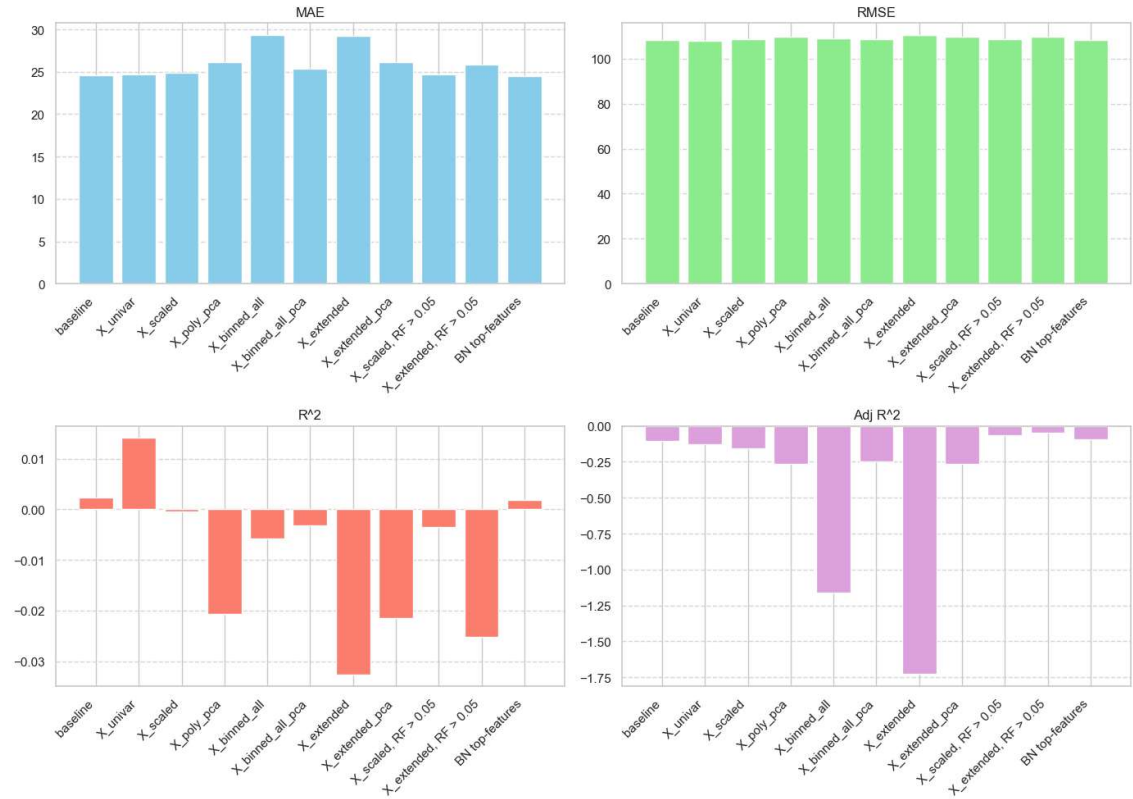 MAE
30
25
20
15
10
5
0
baseline
X_univar
X_scaled
X_poly_pca
X_binned_all
X_binned_all_pca
X_extended
X_extended_pca
X_scaled, RF > 0.05
X_extended, RF > 0.05
BN top-features
RMSE
100
80
60
40
20
0
baseline
X_univar
X_scaled
X_poly_pca
X_binned_all
X_binned_all_pca
X_extended
X_extended_pca
X_scaled, RF > 0.05
X_extended, RF > 0.05
BN top-features
R^2
0.01
0.00
−0.01
−0.02
−0.03
baseline
X_univar
X_scaled
X_poly_pca
X_binned_all
X_binned_all_pca
X_extended
X_extended_pca
X_scaled, RF > 0.05
X_extended, RF > 0.05
BN top-features
Adj R^2
0.00
−0.25
−0.50
−0.75
−1.00
−1.25
−1.50
−1.75
baseline
X_univar
X_scaled
X_poly_pca
X_binned_all
X_binned_all_pca
X_extended
X_extended_pca
X_scaled, RF > 0.05
X_extended, RF > 0.05
BN top-features